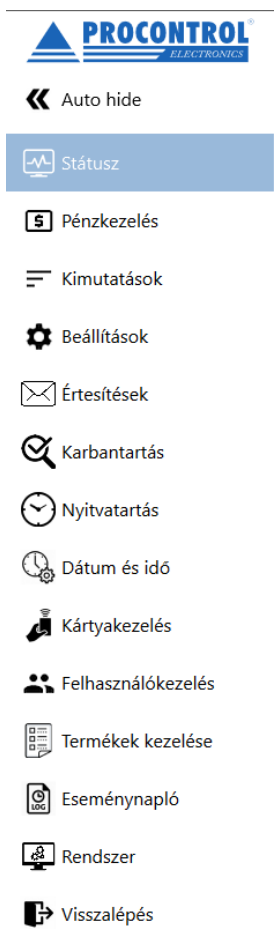 PROCONTROL®
ELECTRONICS
Auto hide
Státusz
$ Pénzkezelés
Kimutatások
Beállítások
Értesítések
Karbantartás
Nyitvatartás
Dátum és idő
Kártyakezelés
Felhasználókezelés
Termékek kezelése
LOG Eseménynapló
Rendszer
Visszalépés